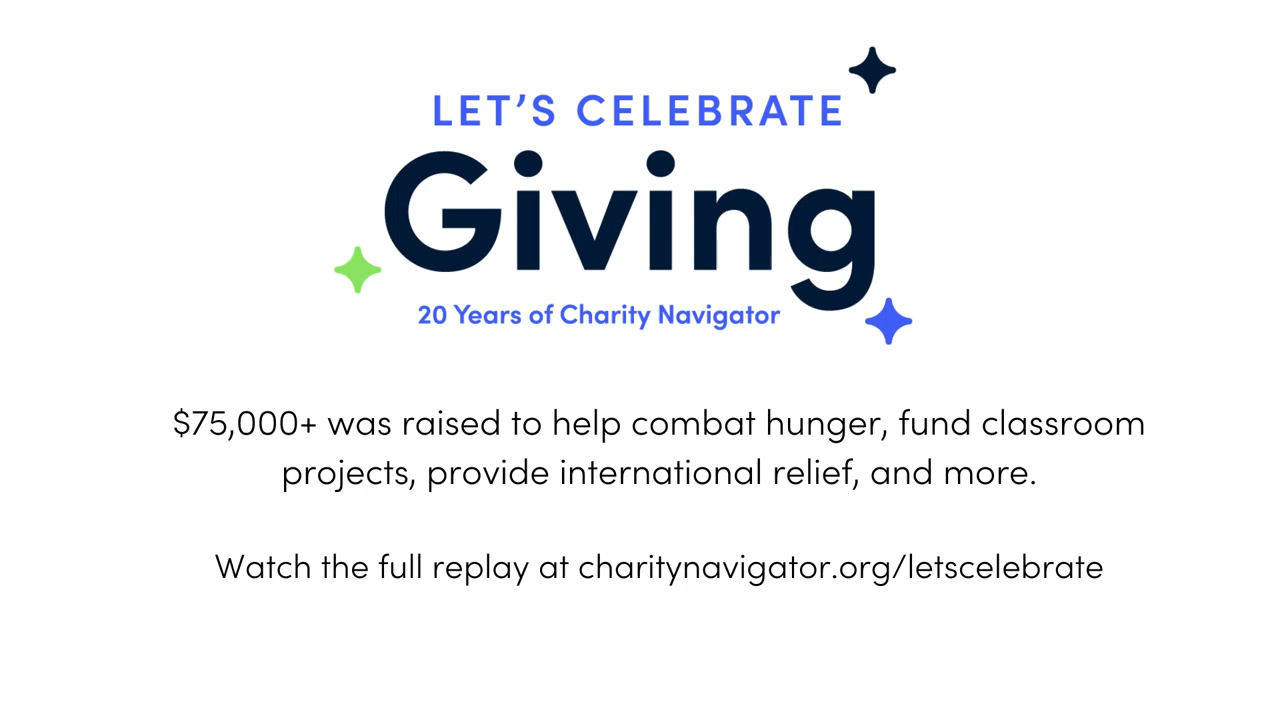 LET'S CELEBRATE
Giving
20 Years of Charity Navigator
$75,000+ was raised to help combat hunger, fund classroom
projects, provide international relief, and more.
Watch the full replay at charitynavigator.org/letscelebrate